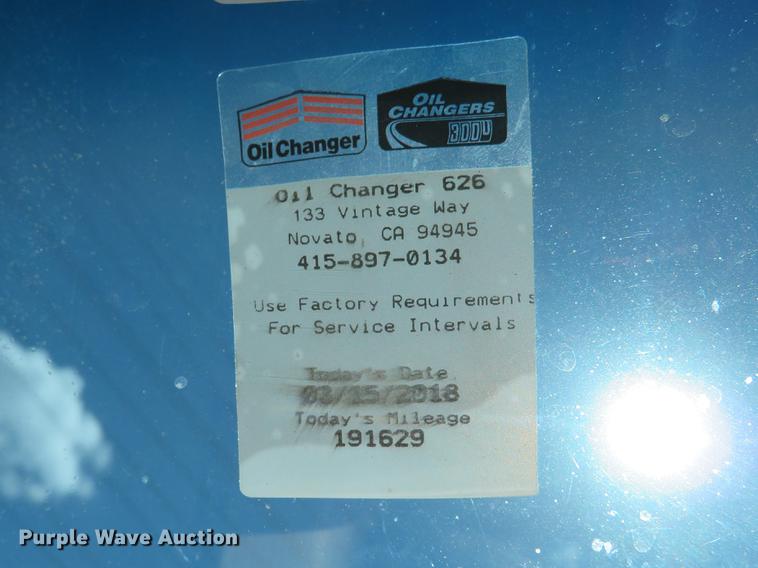 Oil Changer
OIL CHANGERS
3000
Oil Changer 626
133 Vintage Way
Novato, CA 94945
415-897-0134
Use Factory Requirements
For Service Intervals
Today's Date
03/15/2018
Today's Mileage
191629
Purple Wave Auction